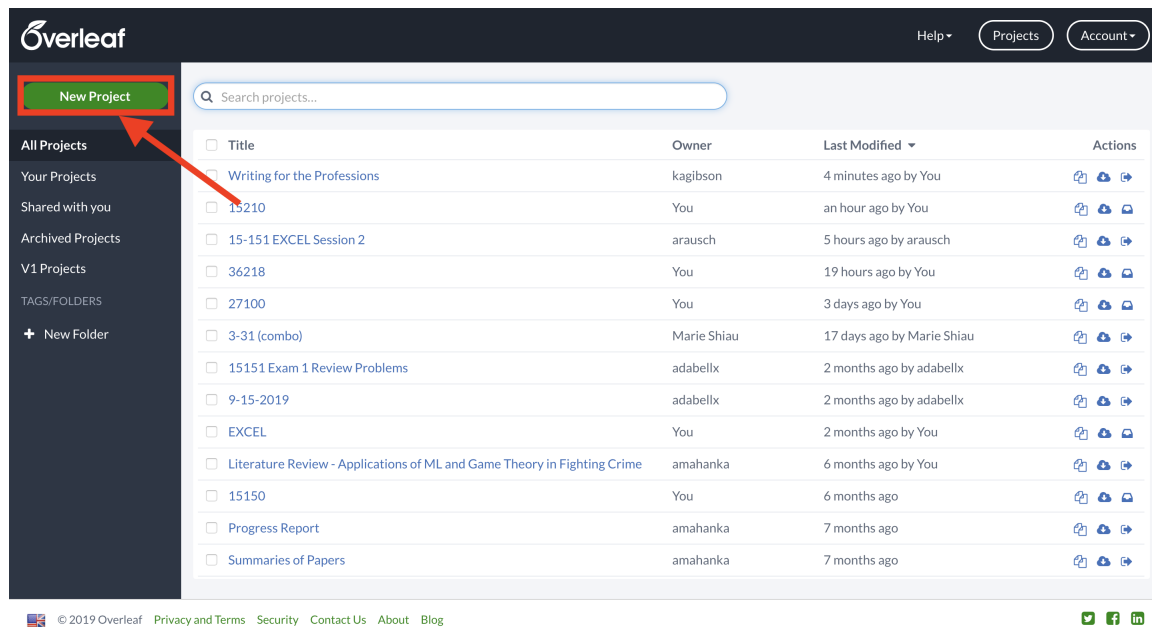 Overleaf
Help Projects Account
New Project
Search projects...
All Projects
Your Projects
Shared with you
Archived Projects
V1 Projects
TAGS/FOLDERS
+ New Folder
Title Owner Last Modified Actions
Writing for the Professions kagibson 4 minutes ago by You
15210 You an hour ago by You
15-151 EXCEL Session 2 arausch 5 hours ago by arausch
36218 You 19 hours ago by You
27100 You 3 days ago by You
3-31 (combo) Marie Shiau 17 days ago by Marie Shiau
15151 Exam 1 Review Problems adabellx 2 months ago by adabellx
9-15-2019 adabellx 2 months ago by adabellx
EXCEL You 2 months ago by You
Literature Review - Applications of ML and Game Theory in Fighting Crime amahanka 6 months ago by You
15150 You 6 months ago
Progress Report amahanka 7 months ago
Summaries of Papers amahanka 7 months ago
© 2019 Overleaf Privacy and Terms Security Contact Us About Blog